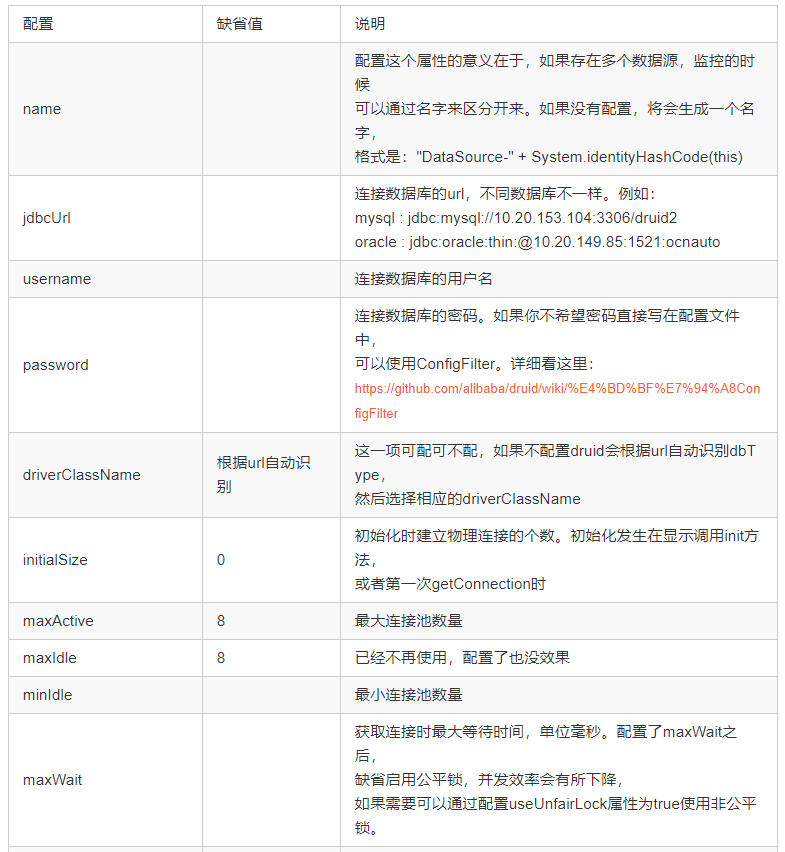 配置 缺省值 说明
配置这个属性的意义在于，如果存在多个数据源，监控的时
候
name 可以通过名字来区分开来。如果没有配置，将会生成一个名
字，
格式是："DataSource-" + System.identityHashCode(this)
连接数据库的url，不同数据库不一样。例如：
jdbcUrl mysql : jdbc:mysql://10.20.153.104:3306/druid2
oracle : jdbc:oracle:thin:@10.20.149.85:1521:ocnauto
username 连接数据库的用户名
连接数据库的密码。如果你不希望密码直接写在配置文件
中，
password 可以使用ConfigFilter。详细看这里：
https://github.com/alibaba/druid/wiki/%E4%BD%BF%E7%94%A8Con
figFilter
driverClassName 根据url自动识 这一项可配可不配，如果不配置druid会根据url自动识别dbT
别 ype，
然后选择相应的driverClassName
初始化时建立物理连接的个数。初始化发生在显示调用init方
initialSize 0 法，
或者第一次getConnection时
maxActive 8 最大连接池数量
maxIdle 8 已经不再使用，配置了也没效果
minIdle 最小连接池数量
获取连接时最大等待时间，单位毫秒。配置了maxWait之
后，
maxWait 缺省启用公平锁，并发效率会有所下降，
如果需要可以通过配置useUnfairLock属性为true使用非公平
锁。